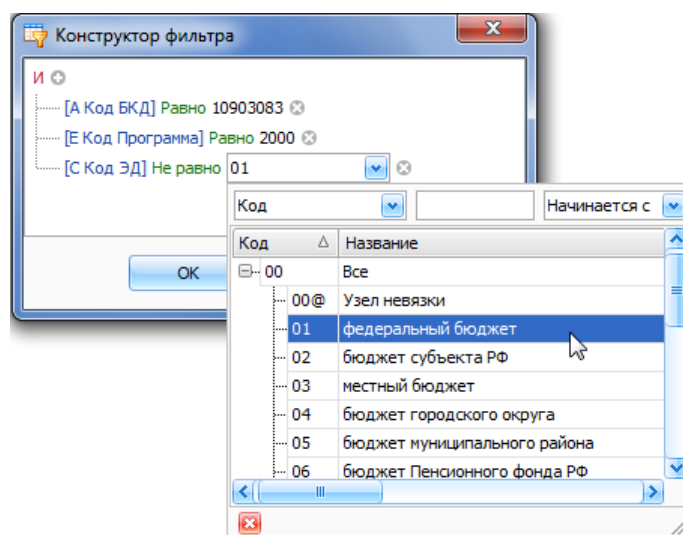 Конструктор фильтра
И
[А Код БКД] Равно 10903083
[Е Код Программа] Равно 2000
[С Код ЭД] Не равно 01
Код Начинается с
Код Название
00 Все
00@ Узел невязки
01 федеральный бюджет
02 бюджет субъекта РФ
03 местный бюджет
04 бюджет городского округа
05 бюджет муниципального района
06 бюджет Пенсионного фонда РФ
ОК